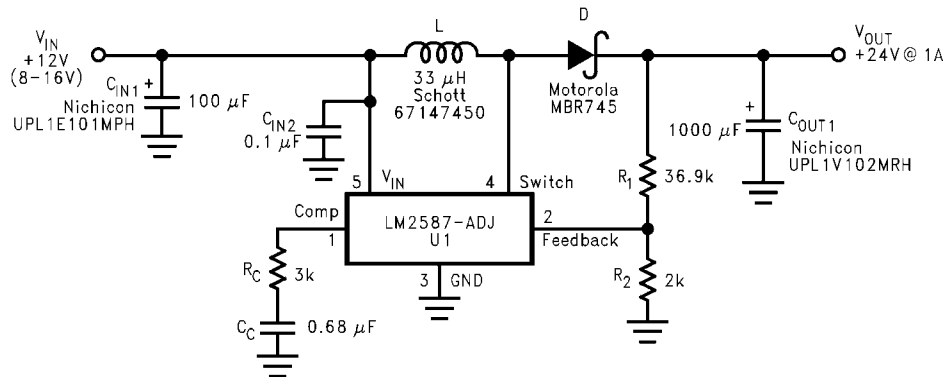 L
D
V_IN
+12V
(8–16V)
C_IN1 +
Nichicon
UPL1E101MPH
100 μF
33 μH
Schott
67147450
Motorola
MBR745
V_OUT
+24V @ 1A
C_IN2
0.1 μF
+
1000 μF
C_OUT1
Nichicon
UPL1V102MRH
R_1
36.9k
5
V_IN
4
Switch
Comp
1
LM2587-ADJ
U1
2
Feedback
3
GND
R_C
3k
R_2
2k
C_C
0.68 μF